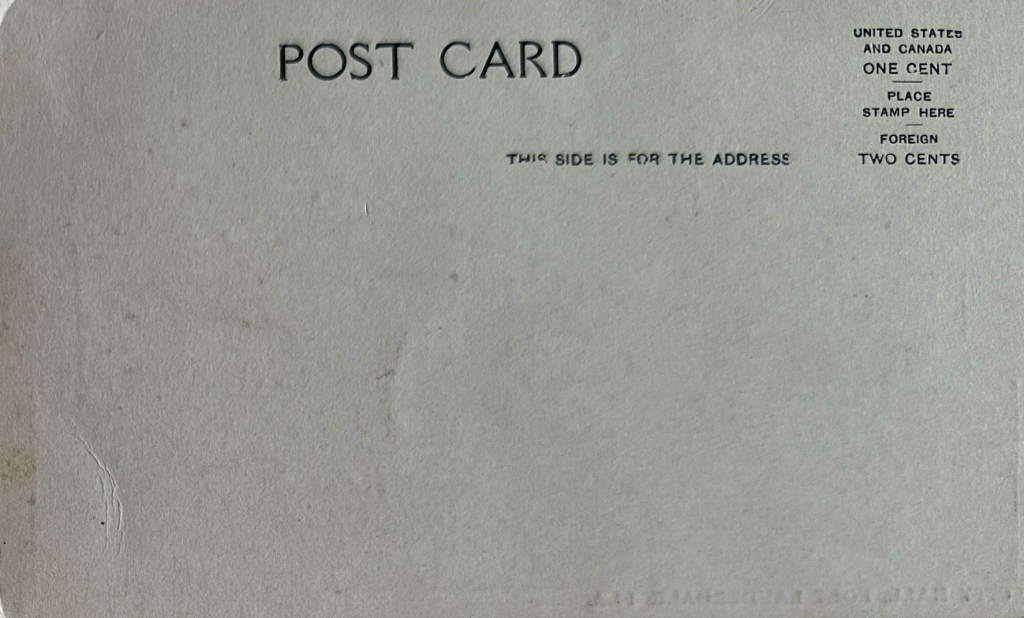 POST CARD
UNITED STATES
AND CANADA
ONE CENT
PLACE
STAMP HERE
FOREIGN
TWO CENTS
THIS SIDE IS FOR THE ADDRESS